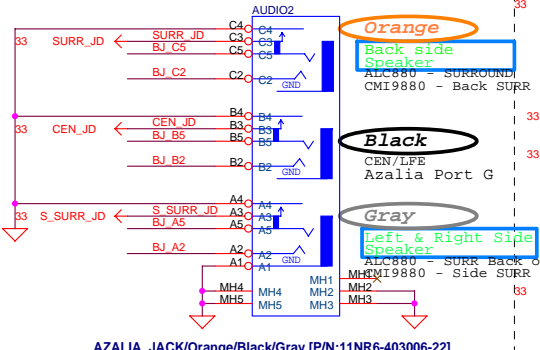 AUDIO2
33
C4 C4
Orange
33 SURR_JD SURR_JD C3 C3
BJ_C5 C5 C5
Back side
Speaker
BJ_C2 C2 C2
GND
ALC880 - SURROUND
CMI9880 - Back SURR
33
B4 B4
33 CEN_JD CEN_JD B3 B3
BJ_B5 B5 B5
Black
33
BJ_B2 B2 B2
GND
CEN/LFE
Azalia Port G
A4 A4
33 S_SURR_JD S_SURR_JD A3 A3
BJ_A5 A5 A5
Gray
Left & Right Side
Speaker
BJ_A2 A2 A2
GND
A1 A1
ALC880 - SURR Back o
CMI9880 - Side SURR
MH1 MH1
MH4 MH4 MH2 MH2
33
MH5 MH5 MH3 MH3
AZALIA_JACK/Orange/Black/Gray [P/N:11NR6-403006-22]